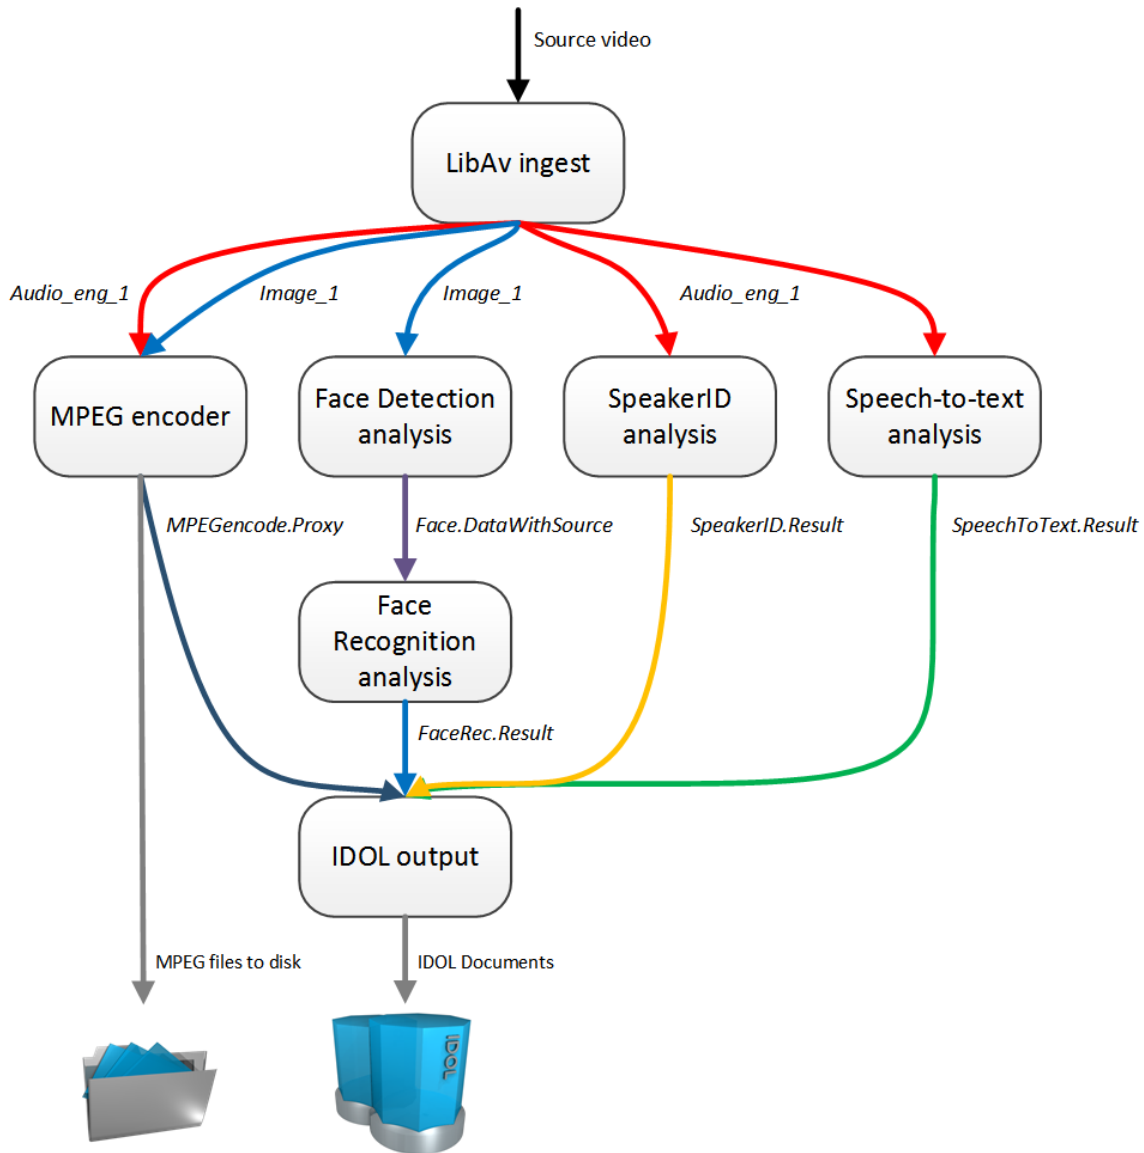 Source video
LibAv ingest
Audio_eng_1
Image_1
Image_1
Audio_eng_1
MPEG encoder
Face Detection
analysis
SpeakerID
analysis
Speech-to-text
analysis
MPEGencode.Proxy
Face.DataWithSource
SpeakerID.Result
SpeechToText.Result
Face
Recognition
analysis
FaceRec.Result
IDOL output
MPEG files to disk
IDOL Documents
IDOL